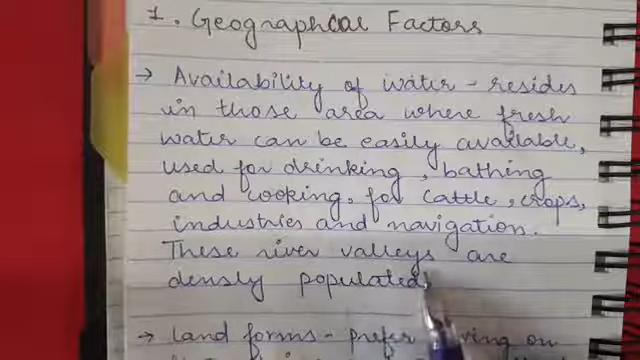 1. Geographical Factors
→ Availability of water - resides
in those area where fresh
water can be easily available,
used for drinking, bathing
and cooking, for cattle, crops,
industries and navigation.
These river valleys are
densly populated
→ Land forms - prefer living on